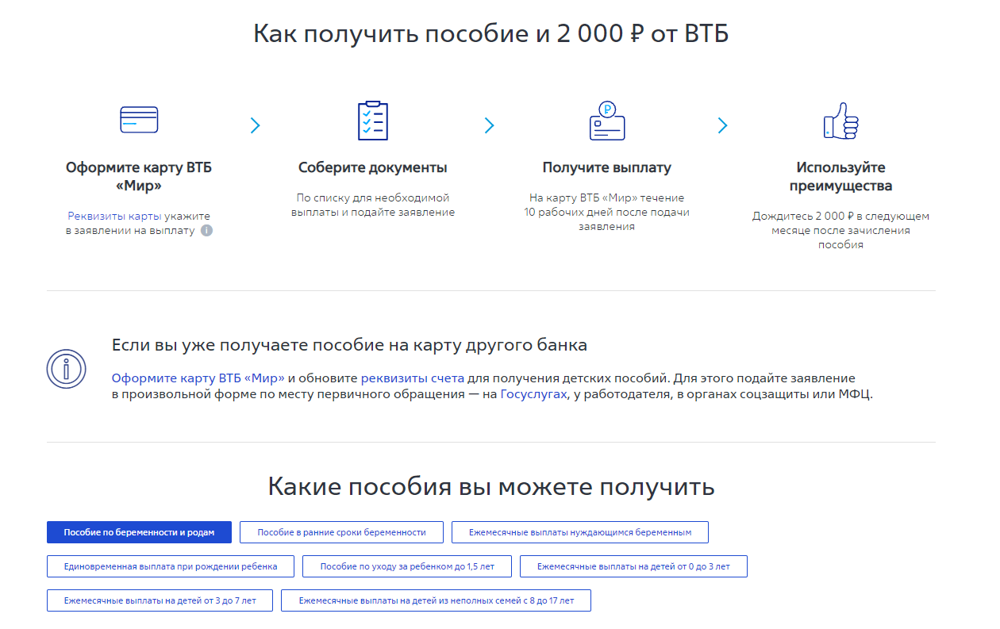 Как получить пособие и 2 000 ₽ от ВТБ
Оформите карту ВТБ
«Мир»
Реквизиты карты укажите
в заявлении на выплату
Соберите документы
По списку для необходимой
выплаты и подайте заявление
Получите выплату
На карту ВТБ «Мир» течение
10 рабочих дней после подачи
заявления
Используйте
преимущества
Дождитесь 2 000 ₽ в следующем
месяце после зачисления
пособия
Если вы уже получаете пособие на карту другого банка
Оформите карту ВТБ «Мир» и обновите реквизиты счета для получения детских пособий. Для этого подайте заявление
в произвольной форме по месту первичного обращения — на Госуслугах, у работодателя, в органах соцзащиты или МФЦ.
Какие пособия вы можете получить
Пособие по беременности и родам
Пособие в ранние сроки беременности
Ежемесячные выплаты нуждающимся беременным
Единовременная выплата при рождении ребенка
Пособие по уходу за ребенком до 1,5 лет
Ежемесячные выплаты на детей от 0 до 3 лет
Ежемесячные выплаты на детей от 3 до 7 лет
Ежемесячные выплаты на детей из неполных семей с 8 до 17 лет